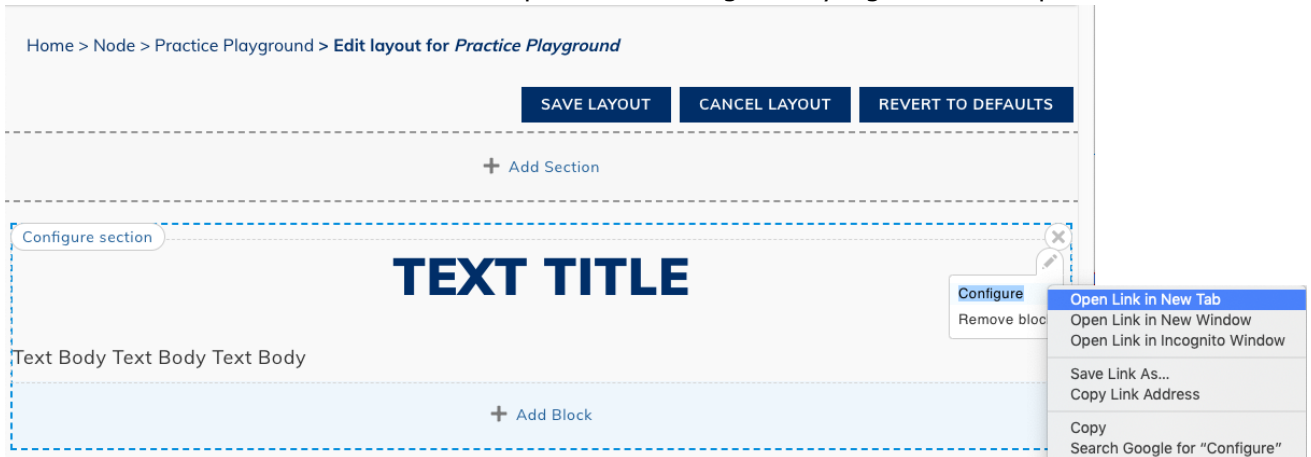 Home > Node > Practice Playground > Edit layout for Practice Playground
SAVE LAYOUT CANCEL LAYOUT REVERT TO DEFAULTS
Add Section
Configure section
TEXT TITLE
Configure
Remove bloc
Open Link in New Tab
Open Link in New Window
Open Link in Incognito Window
Save Link As...
Copy Link Address
Copy
Search Google for “Configure”
Text Body Text Body Text Body
Add Block